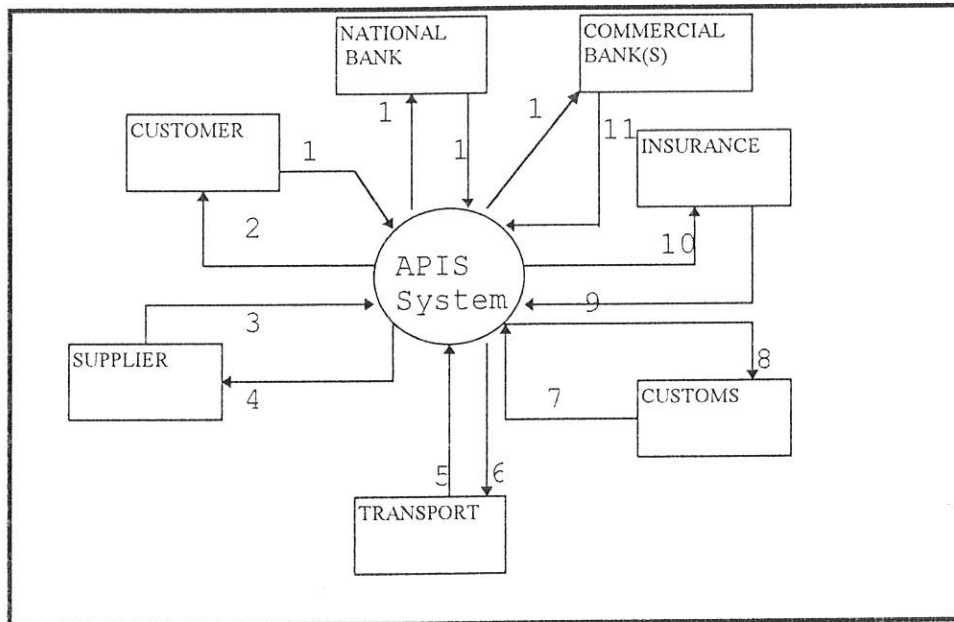 NATIONAL
BANK
COMMERCIAL
BANK(S)
1
1
1
11
CUSTOMER
1
INSURANCE
2
10
APIS
System
3
9
SUPPLIER
4
8
CUSTOMS
7
5
6
TRANSPORT